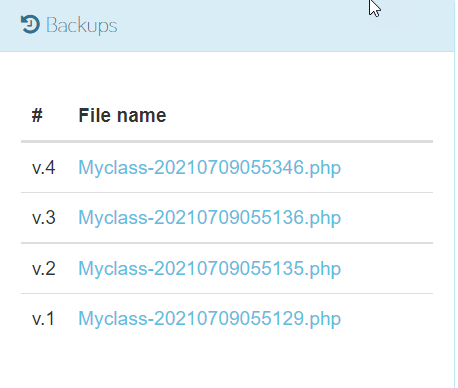 Backups
# File name
v.4 Myclass-20210709055346.php
v.3 Myclass-20210709055136.php
v.2 Myclass-20210709055135.php
v.1 Myclass-20210709055129.php